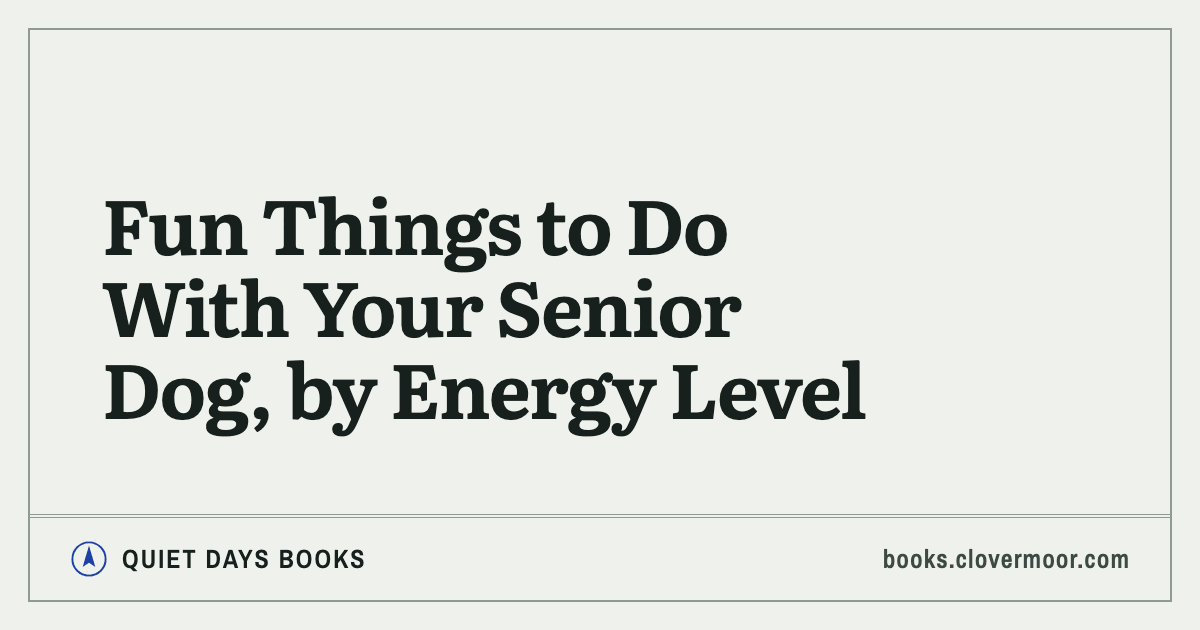 Fun Things to Do
With Your Senior
Dog, by Energy Level
QUIET DAYS BOOKS
books.clovermoor.com